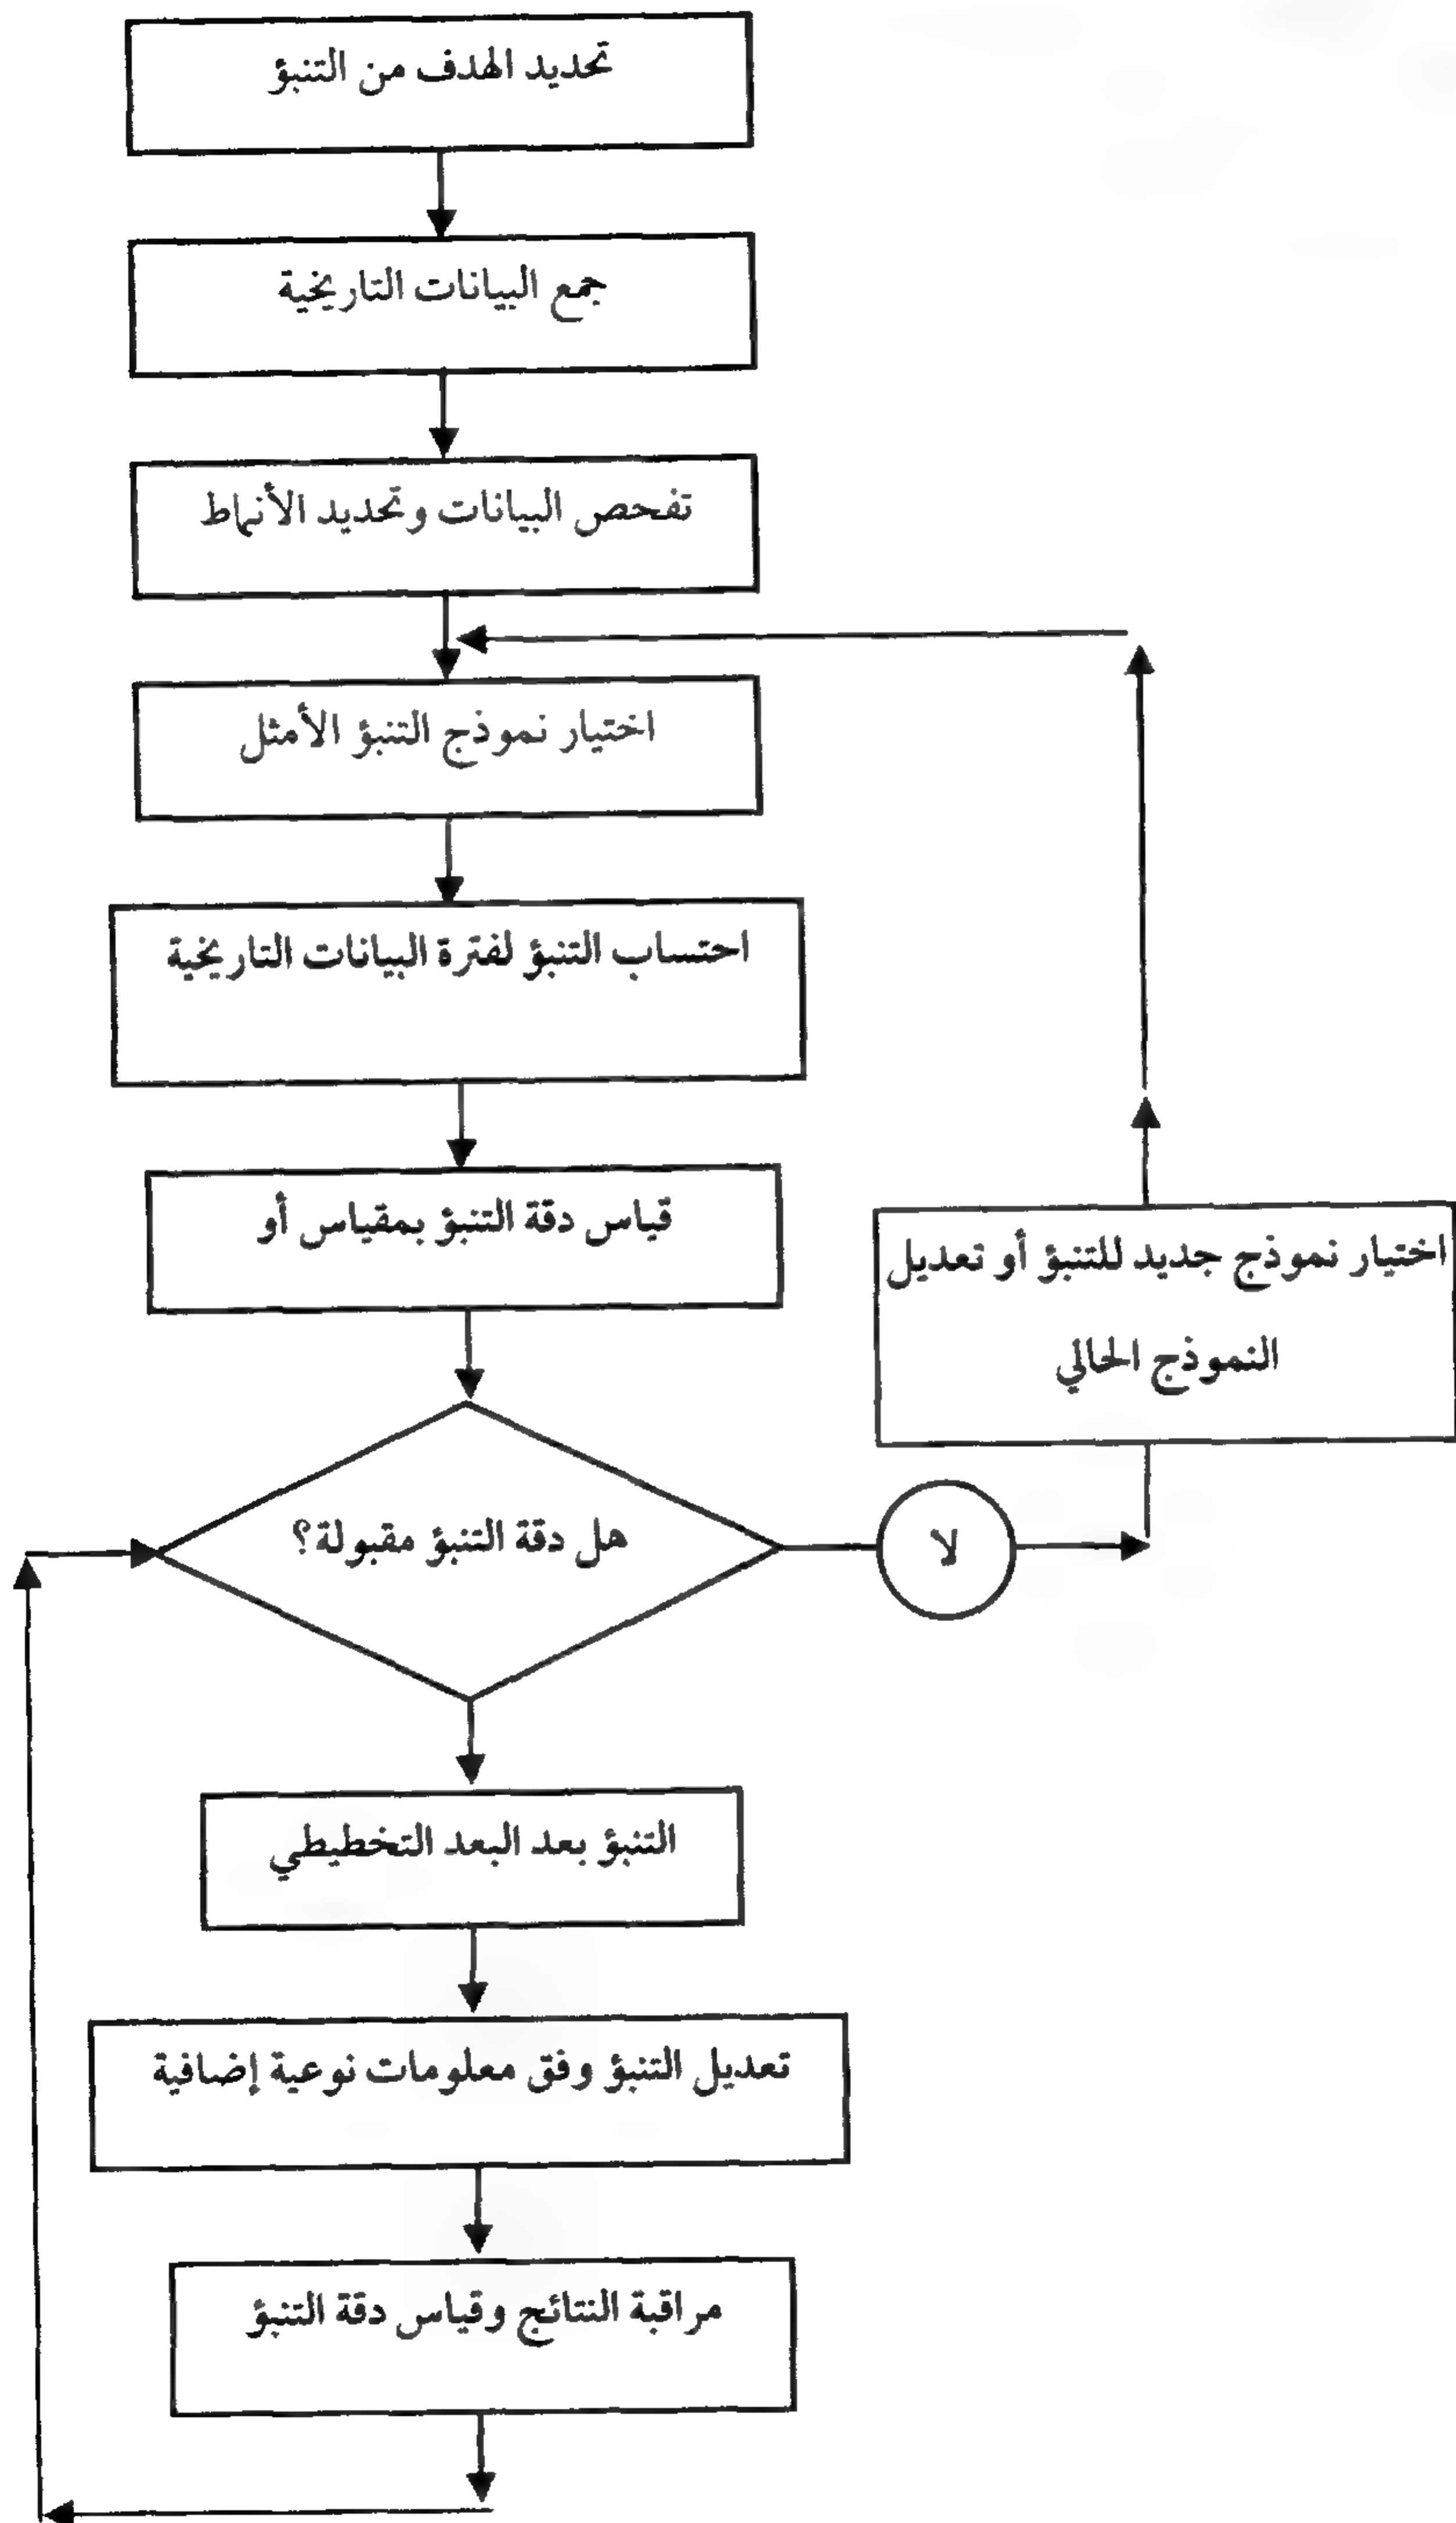 تحديد الهدف من التنبؤ
جمع البيانات التاريخية
تفحص البيانات وتحديد الأنماط
اختيار نموذج التنبؤ الأمثل
احتساب التنبؤ لفترة البيانات التاريخية
قياس دقة التنبؤ بمقياس أو
اختيار نموذج جديد للتنبؤ أو تعديل
النموذج الحالي
هل دقة التنبؤ مقبولة؟
لا
التنبؤ بعد البعد التخطيطي
تعديل التنبؤ وفق معلومات نوعية إضافية
مراقبة النتائج وقياس دقة التنبؤ